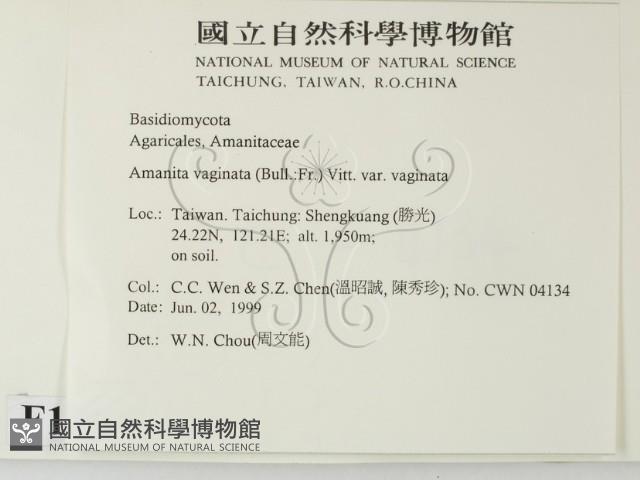 國立自然科學博物館
NATIONAL MUSEUM OF NATURAL SCIENCE
TAICHUNG, TAIWAN, R.O.CHINA
Basidiomycota
Agaricales, Amanitaceae
Amanita vaginata (Bull.:Fr.) Vitt. var. vaginata
Loc.: Taiwan. Taichung: Shengkuang (勝光)
24.22N, 121.21E; alt. 1,950m;
on soil.
Col.: C.C. Wen & S.Z. Chen(溫昭誠, 陳秀珍); No. CWN 04134
Date: Jun. 02, 1999
Det.: W.N. Chou(周文能)
國立自然科學博物館
NATIONAL MUSEUM OF NATURAL SCIENCE